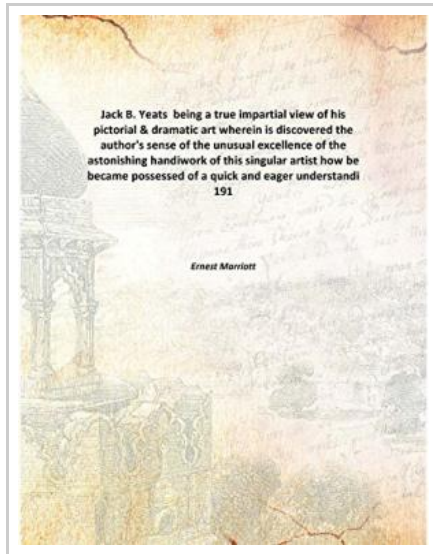 Jack B. Yeats being a true impartial view of his
pictorial & dramatic art wherein is discovered the
author's sense of the unusual excellence of the
astonishing handiwork of this singular artist how be
became possessed of a quick and eager understandi
191
Ernest Marriott